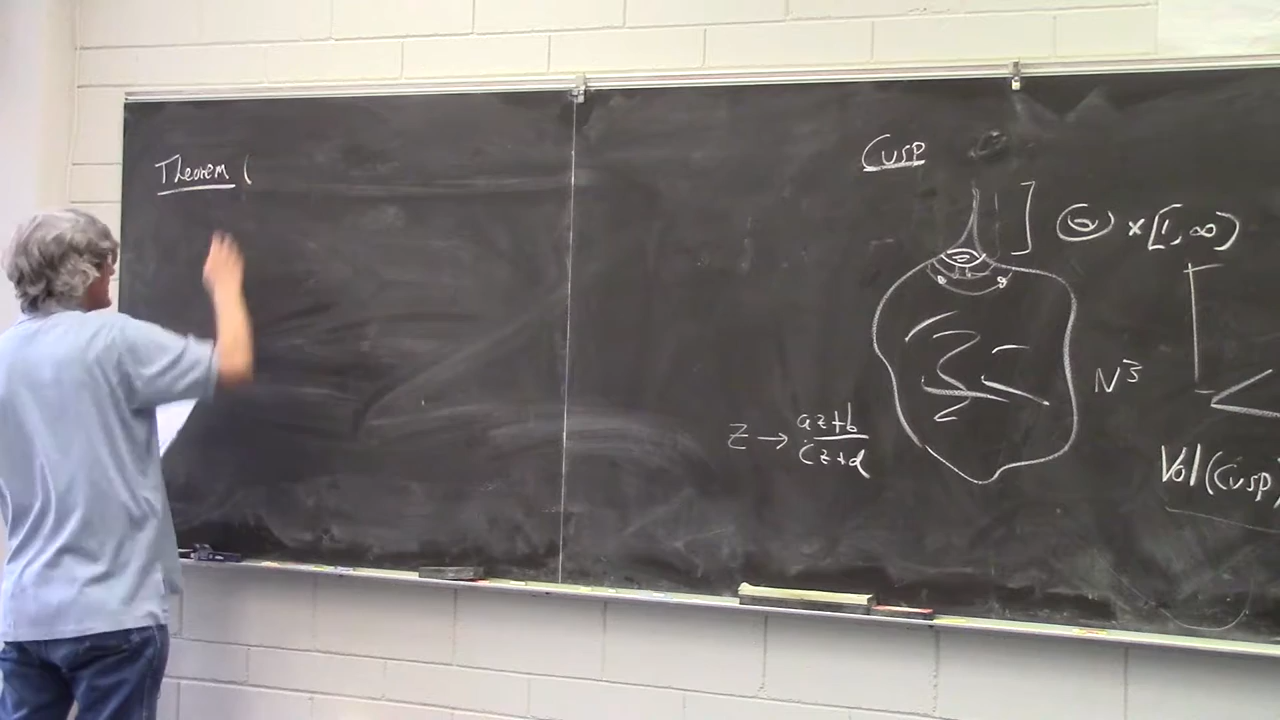 Theorem (
Cusp
× [1, ∞)
N³
z → az+b / cz+d
Vol(Cusp)